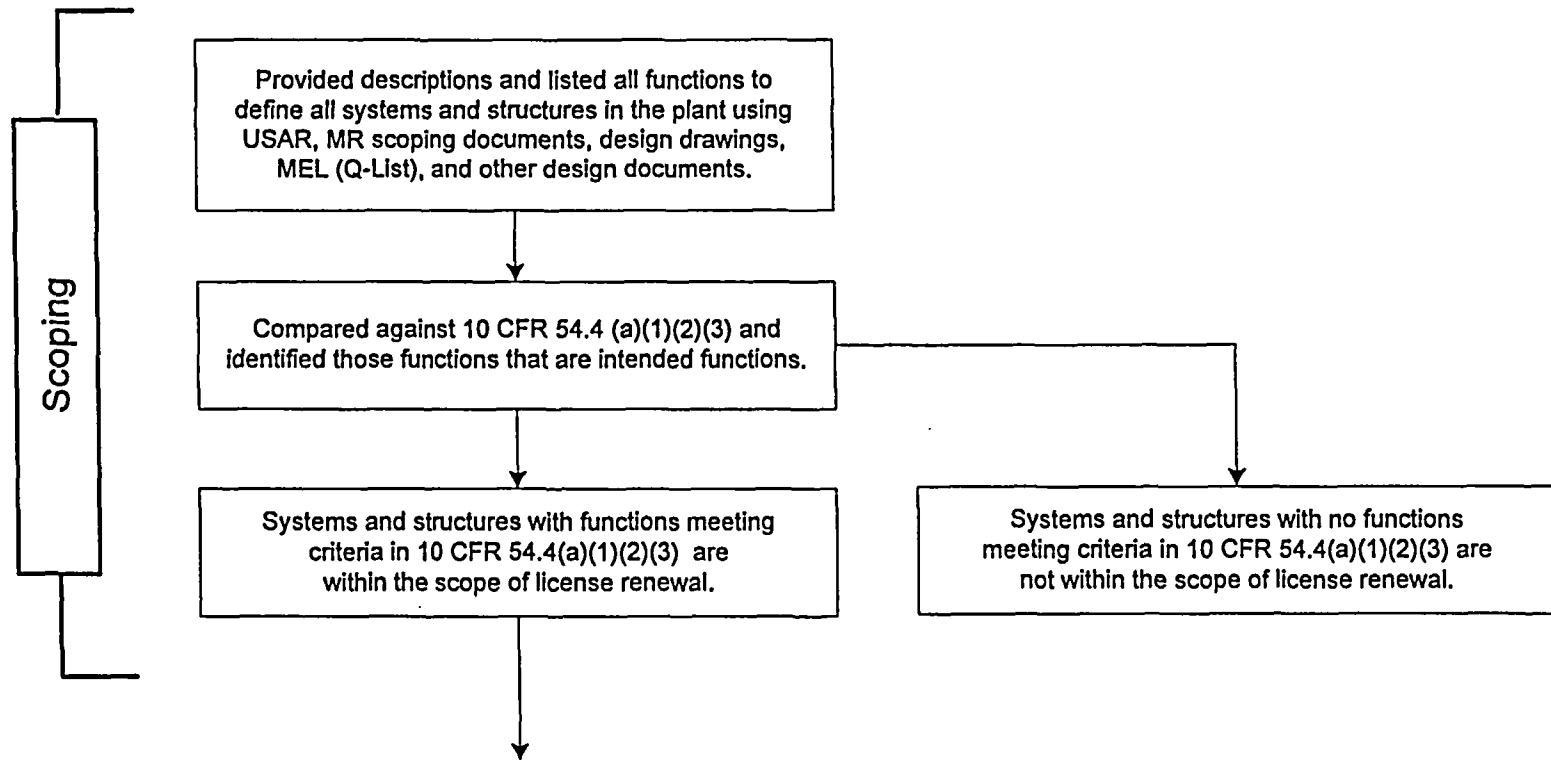 Scoping
Provided descriptions and listed all functions to
define all systems and structures in the plant using
USAR, MR scoping documents, design drawings,
MEL (Q-List), and other design documents.
Compared against 10 CFR 54.4 (a)(1)(2)(3) and
identified those functions that are intended functions.
Systems and structures with functions meeting
criteria in 10 CFR 54.4(a)(1)(2)(3) are
within the scope of license renewal.
Systems and structures with no functions
meeting criteria in 10 CFR 54.4(a)(1)(2)(3) are
not within the scope of license renewal.